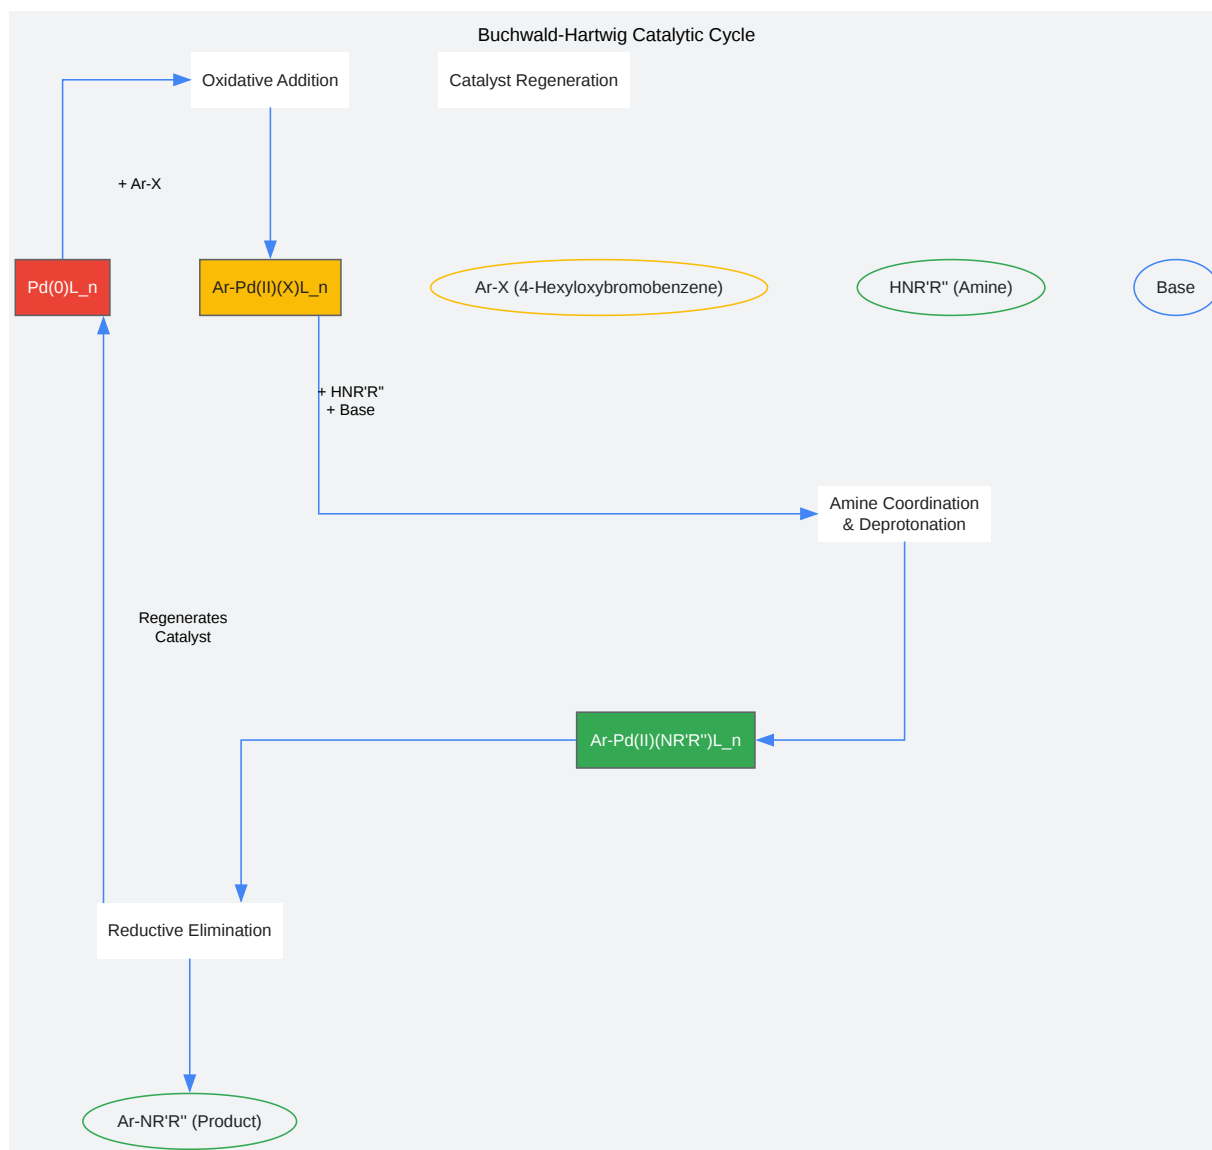 Buchwald-Hartwig Catalytic Cycle
Oxidative Addition
Catalyst Regeneration
+ Ar-X
Pd(0)L_n
Ar-Pd(II)(X)L_n
Ar-X (4-Hexyloxybromobenzene)
HNR'R'' (Amine)
Base
+ HNR'R''
+ Base
Amine Coordination
& Deprotonation
Regenerates
Catalyst
Ar-Pd(II)(NR'R'')L_n
Reductive Elimination
Ar-NR'R'' (Product)